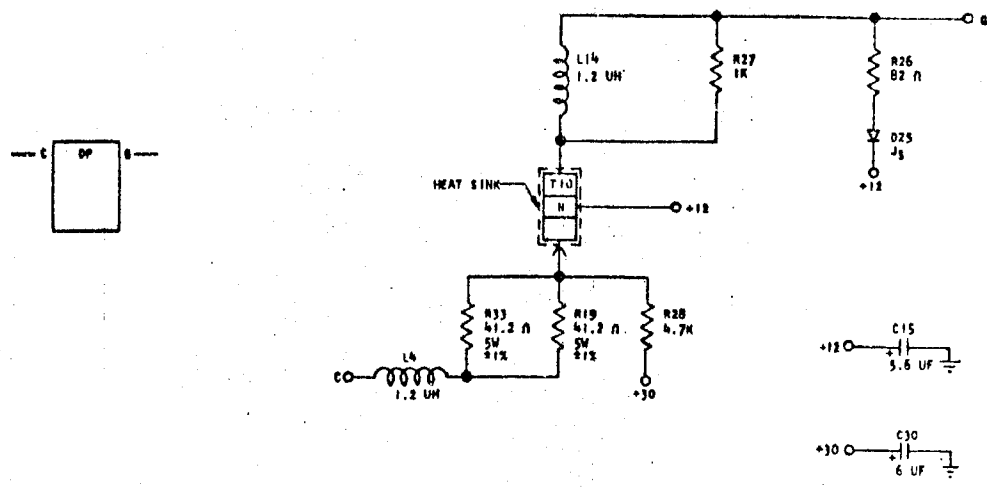 G
L14
1.2 UH
R27
1K
R26
82 Ω
D25
+12
C DP G
T10
N
HEAT SINK
+12
R33
41.2 Ω
5W
±1%
R19
41.2 Ω
5W
±1%
R28
4.7K
L4
C
1.2 UH
+30
C15
+12
+
5.6 UF
C30
+30
+
6 UF